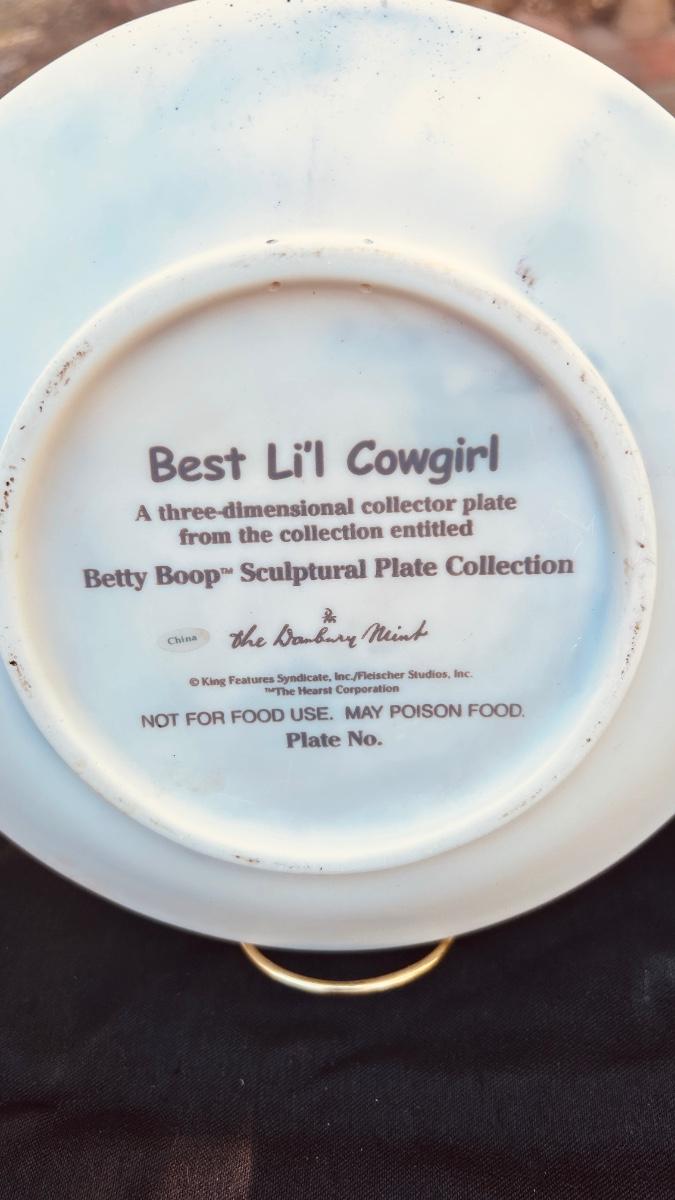 Best Li'l Cowgirl
A three-dimensional collector plate
from the collection entitled
Betty Boop™ Sculptural Plate Collection
China
The Danbury Mint
© King Features Syndicate, Inc./Fleischer Studios, Inc.
™The Hearst Corporation
NOT FOR FOOD USE. MAY POISON FOOD.
Plate No.